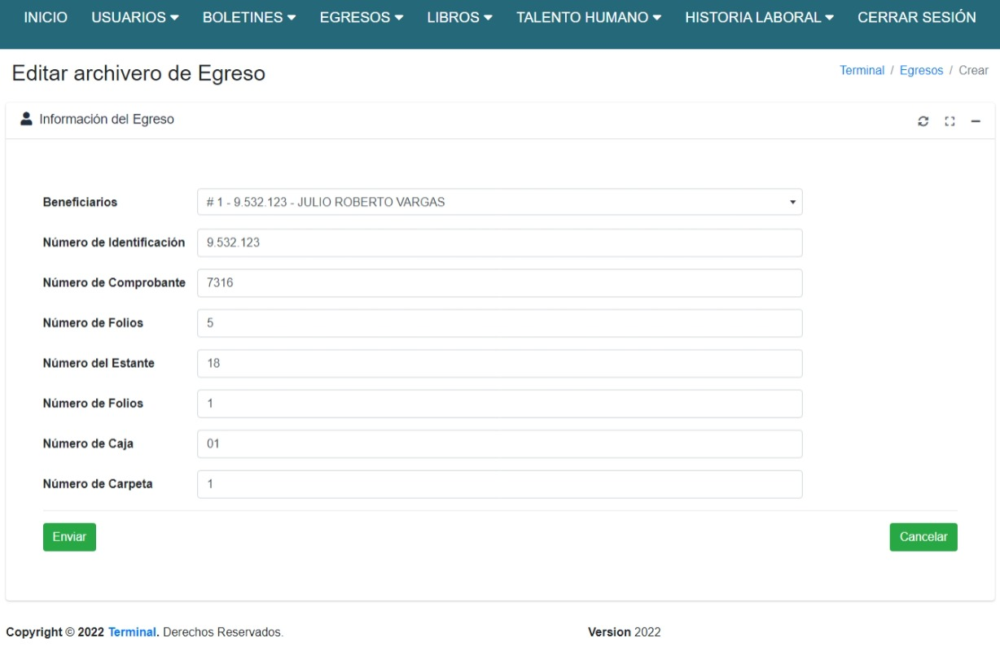 INICIO USUARIOS BOLETINES EGRESOS LIBROS TALENTO HUMANO HISTORIA LABORAL CERRAR SESIÓN
Editar archivero de Egreso
Terminal / Egresos / Crear
Información del Egreso
Beneficiarios # 1 - 9.532.123 - JULIO ROBERTO VARGAS
Número de Identificación 9.532.123
Número de Comprobante 7316
Número de Folios 5
Número del Estante 18
Número de Folios 1
Número de Caja 01
Número de Carpeta 1
Enviar Cancelar
Copyright © 2022 Terminal. Derechos Reservados. Version 2022